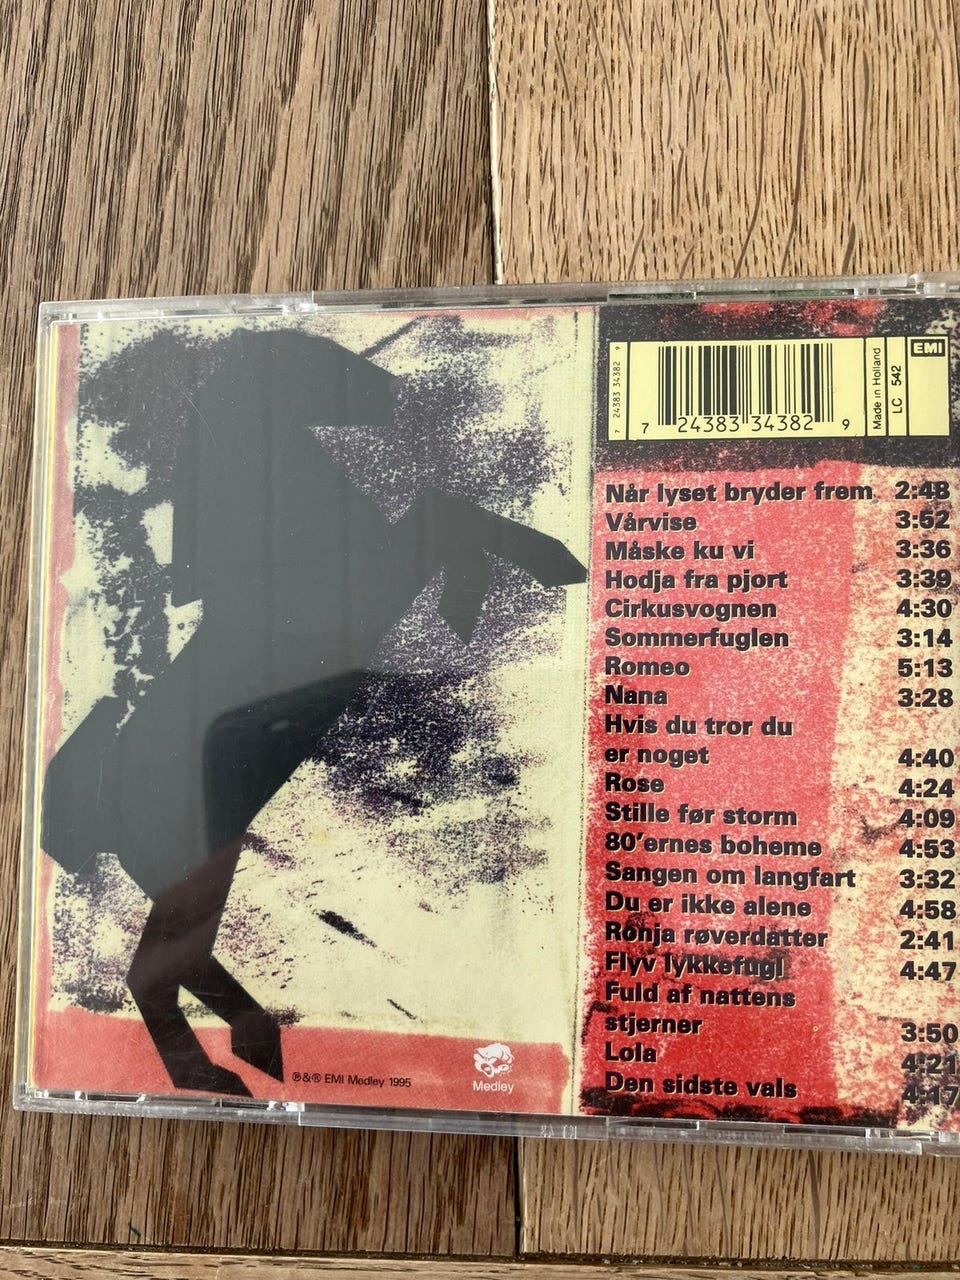 7 24383 34382 9
7 24383 34382 9
Made in Holland
LC 542
EMI
Når lyset bryder frem 2:48
Vårvise 3:52
Måske ku vi 3:36
Hodja fra pjort 3:39
Cirkusvognen 4:30
Sommerfuglen 3:14
Romeo 5:13
Nana 3:28
Hvis du tror du
er noget 4:40
Rose 4:24
Stille før storm 4:09
80'ernes boheme 4:53
Sangen om langfart 3:32
Du er ikke alene 4:58
Ronja røverdatter 2:41
Flyv lykkefugl 4:47
Fuld af nattens
stjerner 3:50
Lola 4:21
Den sidste vals 4:17
℗&® EMI Medley 1995
Medley